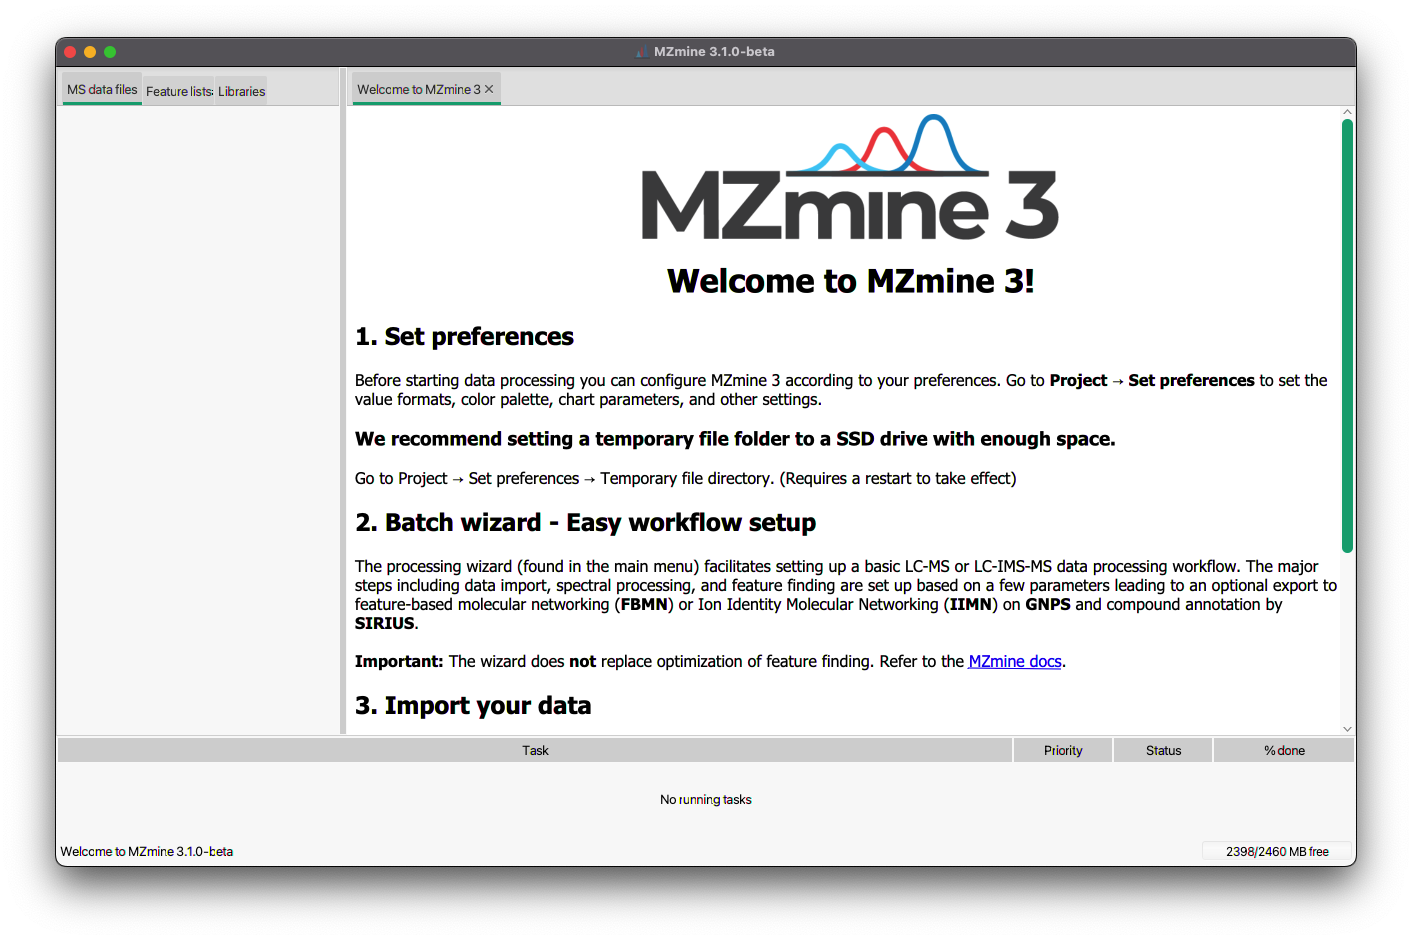 MZmine 3.1.0-beta
MS data files
Feature lists
Libraries
Welcome to MZmine 3
MZmine 3
Welcome to MZmine 3!
1. Set preferences
Before starting data processing you can configure MZmine 3 according to your preferences. Go to Project → Set preferences to set the
value formats, color palette, chart parameters, and other settings.
We recommend setting a temporary file folder to a SSD drive with enough space.
Go to Project → Set preferences → Temporary file directory. (Requires a restart to take effect)
2. Batch wizard - Easy workflow setup
The processing wizard (found in the main menu) facilitates setting up a basic LC-MS or LC-IMS-MS data processing workflow. The major
steps including data import, spectral processing, and feature finding are set up based on a few parameters leading to an optional export to
feature-based molecular networking (FBMN) or Ion Identity Molecular Networking (IIMN) on GNPS and compound annotation by
SIRIUS.
Important: The wizard does not replace optimization of feature finding. Refer to the MZmine docs.
3. Import your data
Task
Priority
Status
% done
No running tasks
Welcome to MZmine 3.1.0-beta
2398/2460 MB free